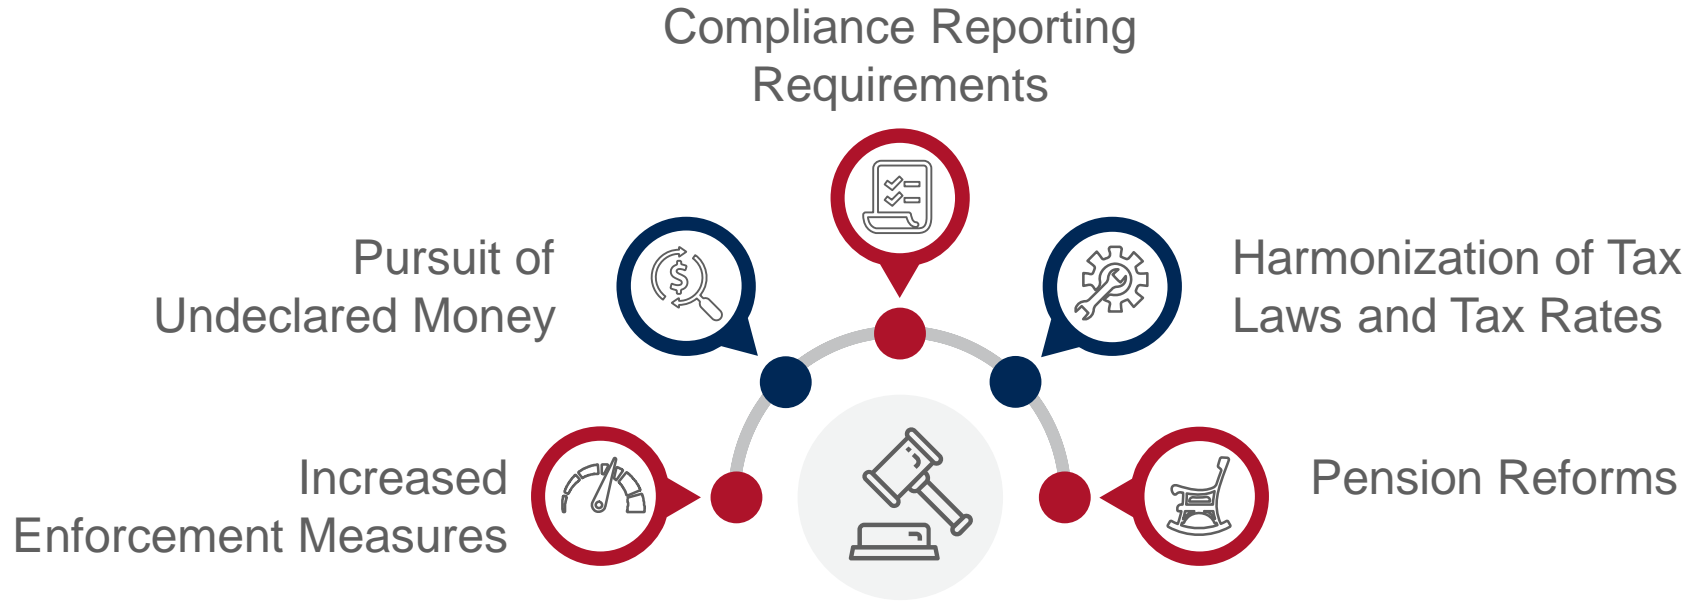 Compliance Reporting
Requirements
Pursuit of
Undeclared Money
Harmonization of Tax
Laws and Tax Rates
Increased
Enforcement Measures
Pension Reforms